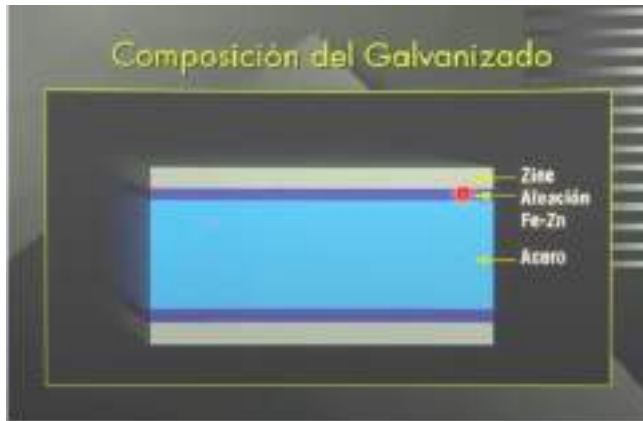 Composición del Galvanizado
Zinc
Aleación
Fe-Zn
Acero